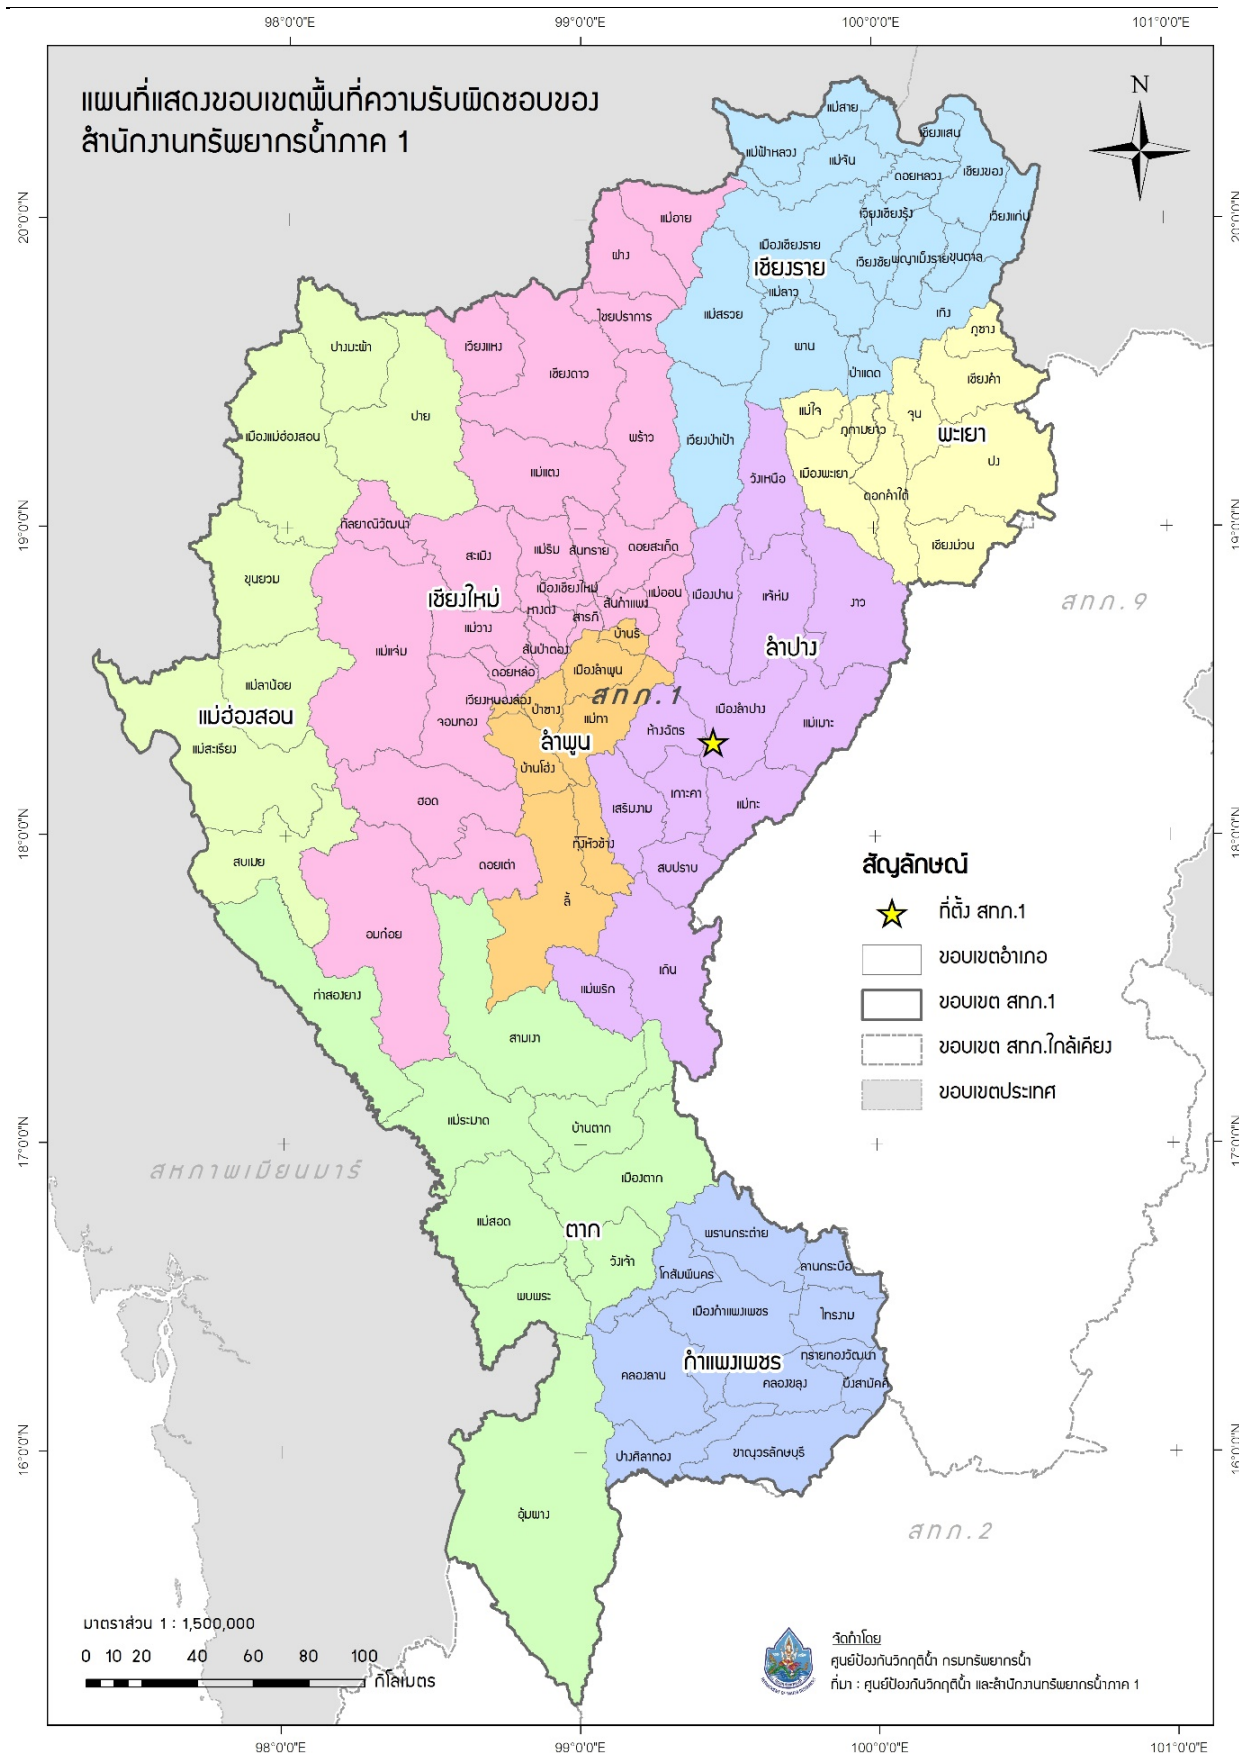 98°0'0"E
99°0'0"E
100°0'0"E
101°0'0"E
แผนที่แสดงขอบเขตพื้นที่ความรับผิดชอบของ
สำนักงานทรัพยากรน้ำภาค 1
N
แม่สาย
เชียงแสน
แม่ฟ้าหลวง
แม่จัน
ดอยหลวง
เชียงของ
20°0'0"N
20°0'0"N
แม่อาย
เวียงเชียงรุ้ง
เวียงแก่น
ฝาง
เมืองเชียงราย
เชียงราย
เวียงชัย
พญาเม็งราย
ขุนตาล
แม่ลาว
ไชยปราการ
แม่สรวย
เทิง
ภูซาง
ปางมะผ้า
เวียงแหง
เชียงดาว
พาน
ป่าแดด
เชียงคำ
ปาย
แม่ใจ
จุน
เมืองแม่ฮ่องสอน
พร้าว
เวียงป่าเป้า
ภูกามยาว
พะเยา
แม่แตง
วังเหนือ
เมืองพะเยา
ปง
ดอกคำใต้
19°0'0"N
19°0'0"N
กัลยาณิวัฒนา
เชียงม่วน
สะเมิง
แม่ริม
สันทราย
ดอยสะเก็ด
ขุนยวม
เชียงใหม่
เมืองเชียงใหม่
แม่ออน
เมืองปาน
แจ้ห่ม
งาว
สทภ.9
หางดง
สันกำแพง
สารภี
แม่วาง
บ้านธิ
แม่แจ่ม
สันป่าตอง
ลำปาง
ดอยหล่อ
เมืองลำพูน
แม่ลาน้อย
สทภ.1
เวียงหนองล่อง
ป่าซาง
เมืองลำปาง
แม่ฮ่องสอน
จอมทอง
แม่ทา
แม่เมาะ
แม่สะเรียง
ลำพูน
ห้างฉัตร
บ้านโฮ่ง
ฮอด
เสริมงาม
เกาะคา
แม่ทะ
18°0'0"N
18°0'0"N
ทุ่งหัวช้าง
สบเมย
ดอยเต่า
สบปราบ
สัญลักษณ์
ลี้
ที่ตั้ง สทภ.1
อมก๋อย
ขอบเขตอำเภอ
เถิน
ท่าสองยาง
แม่พริก
ขอบเขต สทภ.1
สามเงา
ขอบเขต สทภ.ใกล้เคียง
ขอบเขตประเทศ
แม่ระมาด
บ้านตาก
17°0'0"N
17°0'0"N
สหภาพเมียนมาร์
เมืองตาก
แม่สอด
ตาก
พรานกระต่าย
วังเจ้า
โกสัมพีนคร
ลานกระบือ
พบพระ
เมืองกำแพงเพชร
ไทรงาม
กำแพงเพชร
ทรายทองวัฒนา
คลองลาน
คลองขลุง
บึงสามัคคี
16°0'0"N
16°0'0"N
ปางศิลาทอง
ขาณุวรลักษบุรี
อุ้มผาง
สทภ.2
มาตราส่วน 1 : 1,500,000
0 10 20 40 60 80 100
กิโลเมตร
จัดทำโดย
ศูนย์ป้องกันวิกฤติน้ำ กรมทรัพยากรน้ำ
ที่มา : ศูนย์ป้องกันวิกฤติน้ำ และสำนักงานทรัพยากรน้ำภาค 1
98°0'0"E
99°0'0"E
100°0'0"E
101°0'0"E